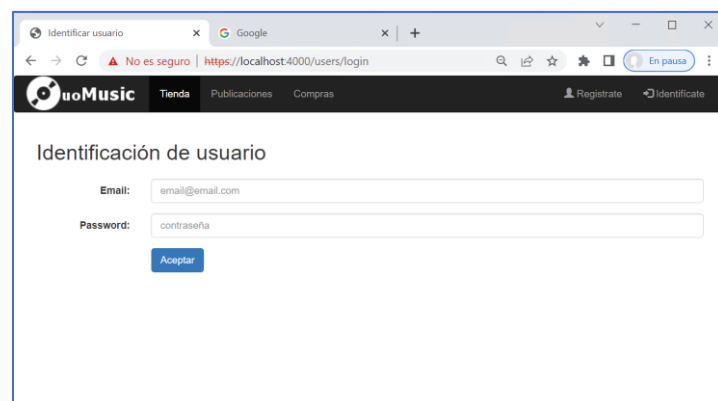 Identificar usuario
Google
No es seguro | https://localhost:4000/users/login
En pausa
uoMusic Tienda Publicaciones Compras Registrate Identificate
Identificación de usuario
Email: email@email.com
Password: contraseña
Aceptar